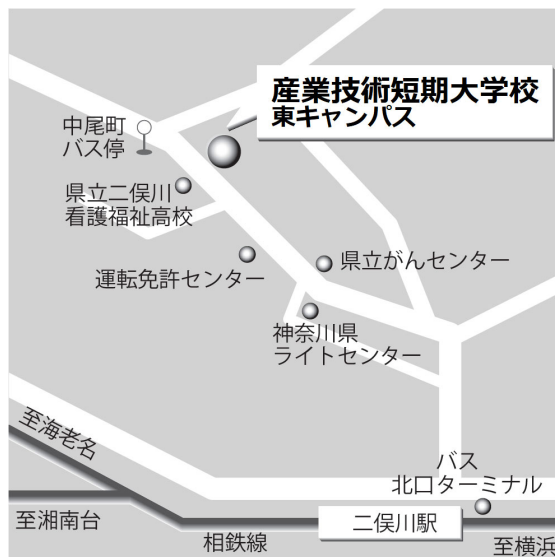 産業技術短期大学校
東キャンパス
中尾町
バス停
県立二俣川
看護福祉高校
運転免許センター
県立がんセンター
神奈川県
ライトセンター
至海老名
バス
北口ターミナル
至湘南台
相鉄線
二俣川駅
至横浜